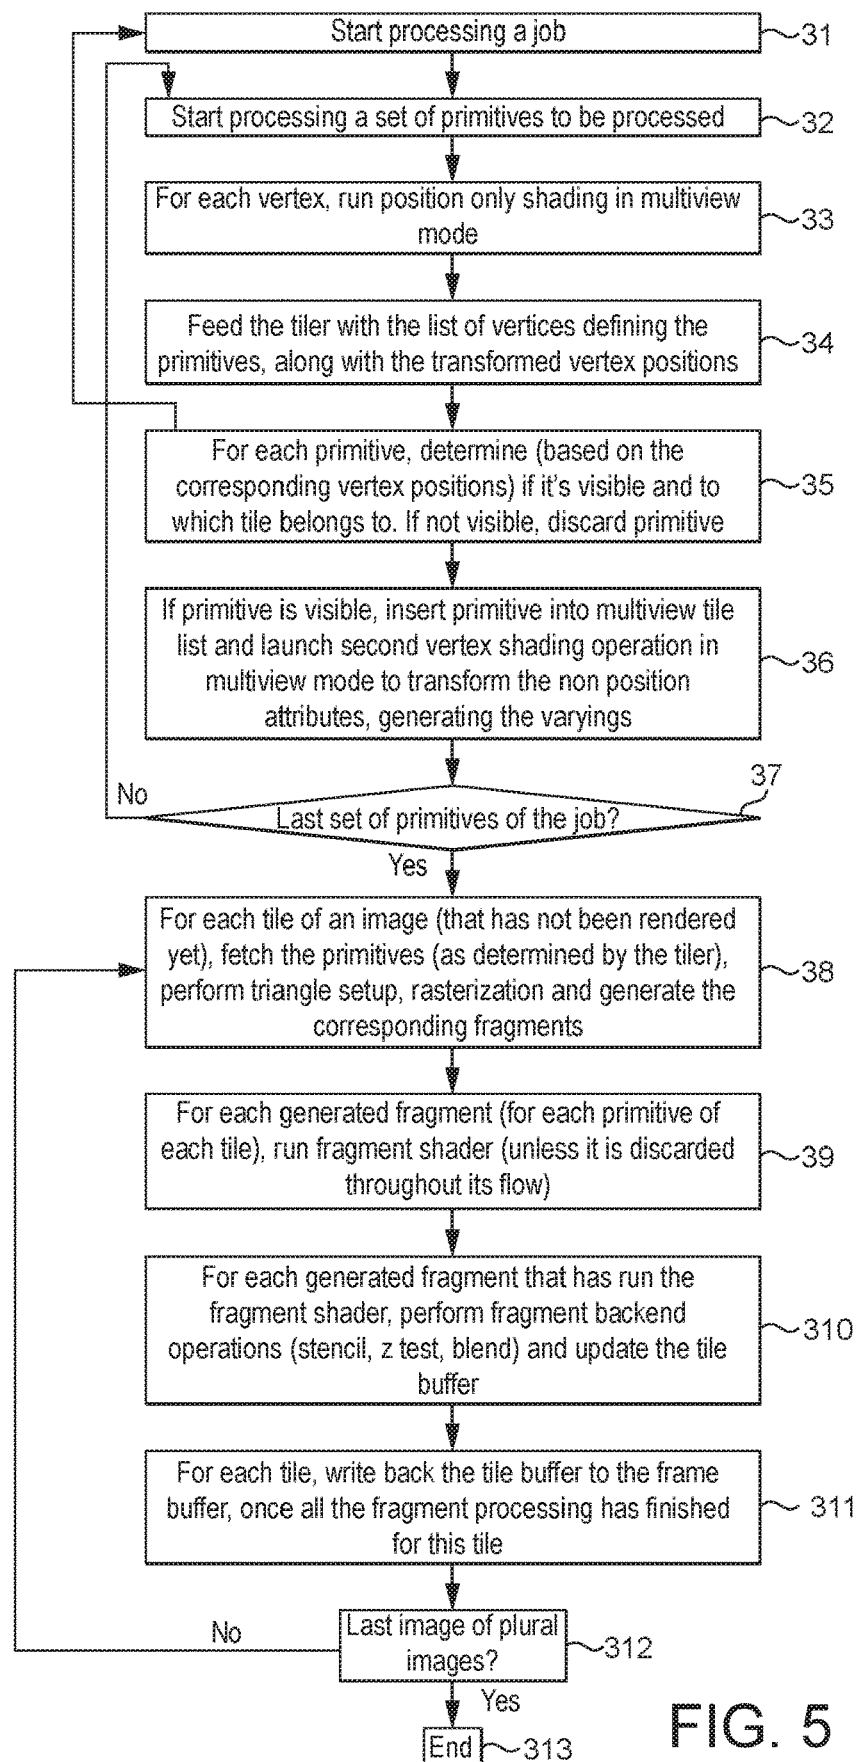 Start processing a job
31
Start processing a set of primitives to be processed
32
For each vertex, run position only shading in multiview
mode
33
Feed the tiler with the list of vertices defining the
primitives, along with the transformed vertex positions
34
For each primitive, determine (based on the
corresponding vertex positions) if it's visible and to
which tile belongs to. If not visible, discard primitive
35
If primitive is visible, insert primitive into multiview tile
list and launch second vertex shading operation in
multiview mode to transform the non position
attributes, generating the varyings
36
No
37
Last set of primitives of the job?
Yes
For each tile of an image (that has not been rendered
yet), fetch the primitives (as determined by the tiler),
perform triangle setup, rasterization and generate the
corresponding fragments
38
For each generated fragment (for each primitive of
each tile), run fragment shader (unless it is discarded
throughout its flow)
39
For each generated fragment that has run the
fragment shader, perform fragment backend
operations (stencil, z test, blend) and update the tile
buffer
310
For each tile, write back the tile buffer to the frame
buffer, once all the fragment processing has finished
for this tile
311
No
Last image of plural
images?
312
Yes
End
313
FIG. 5